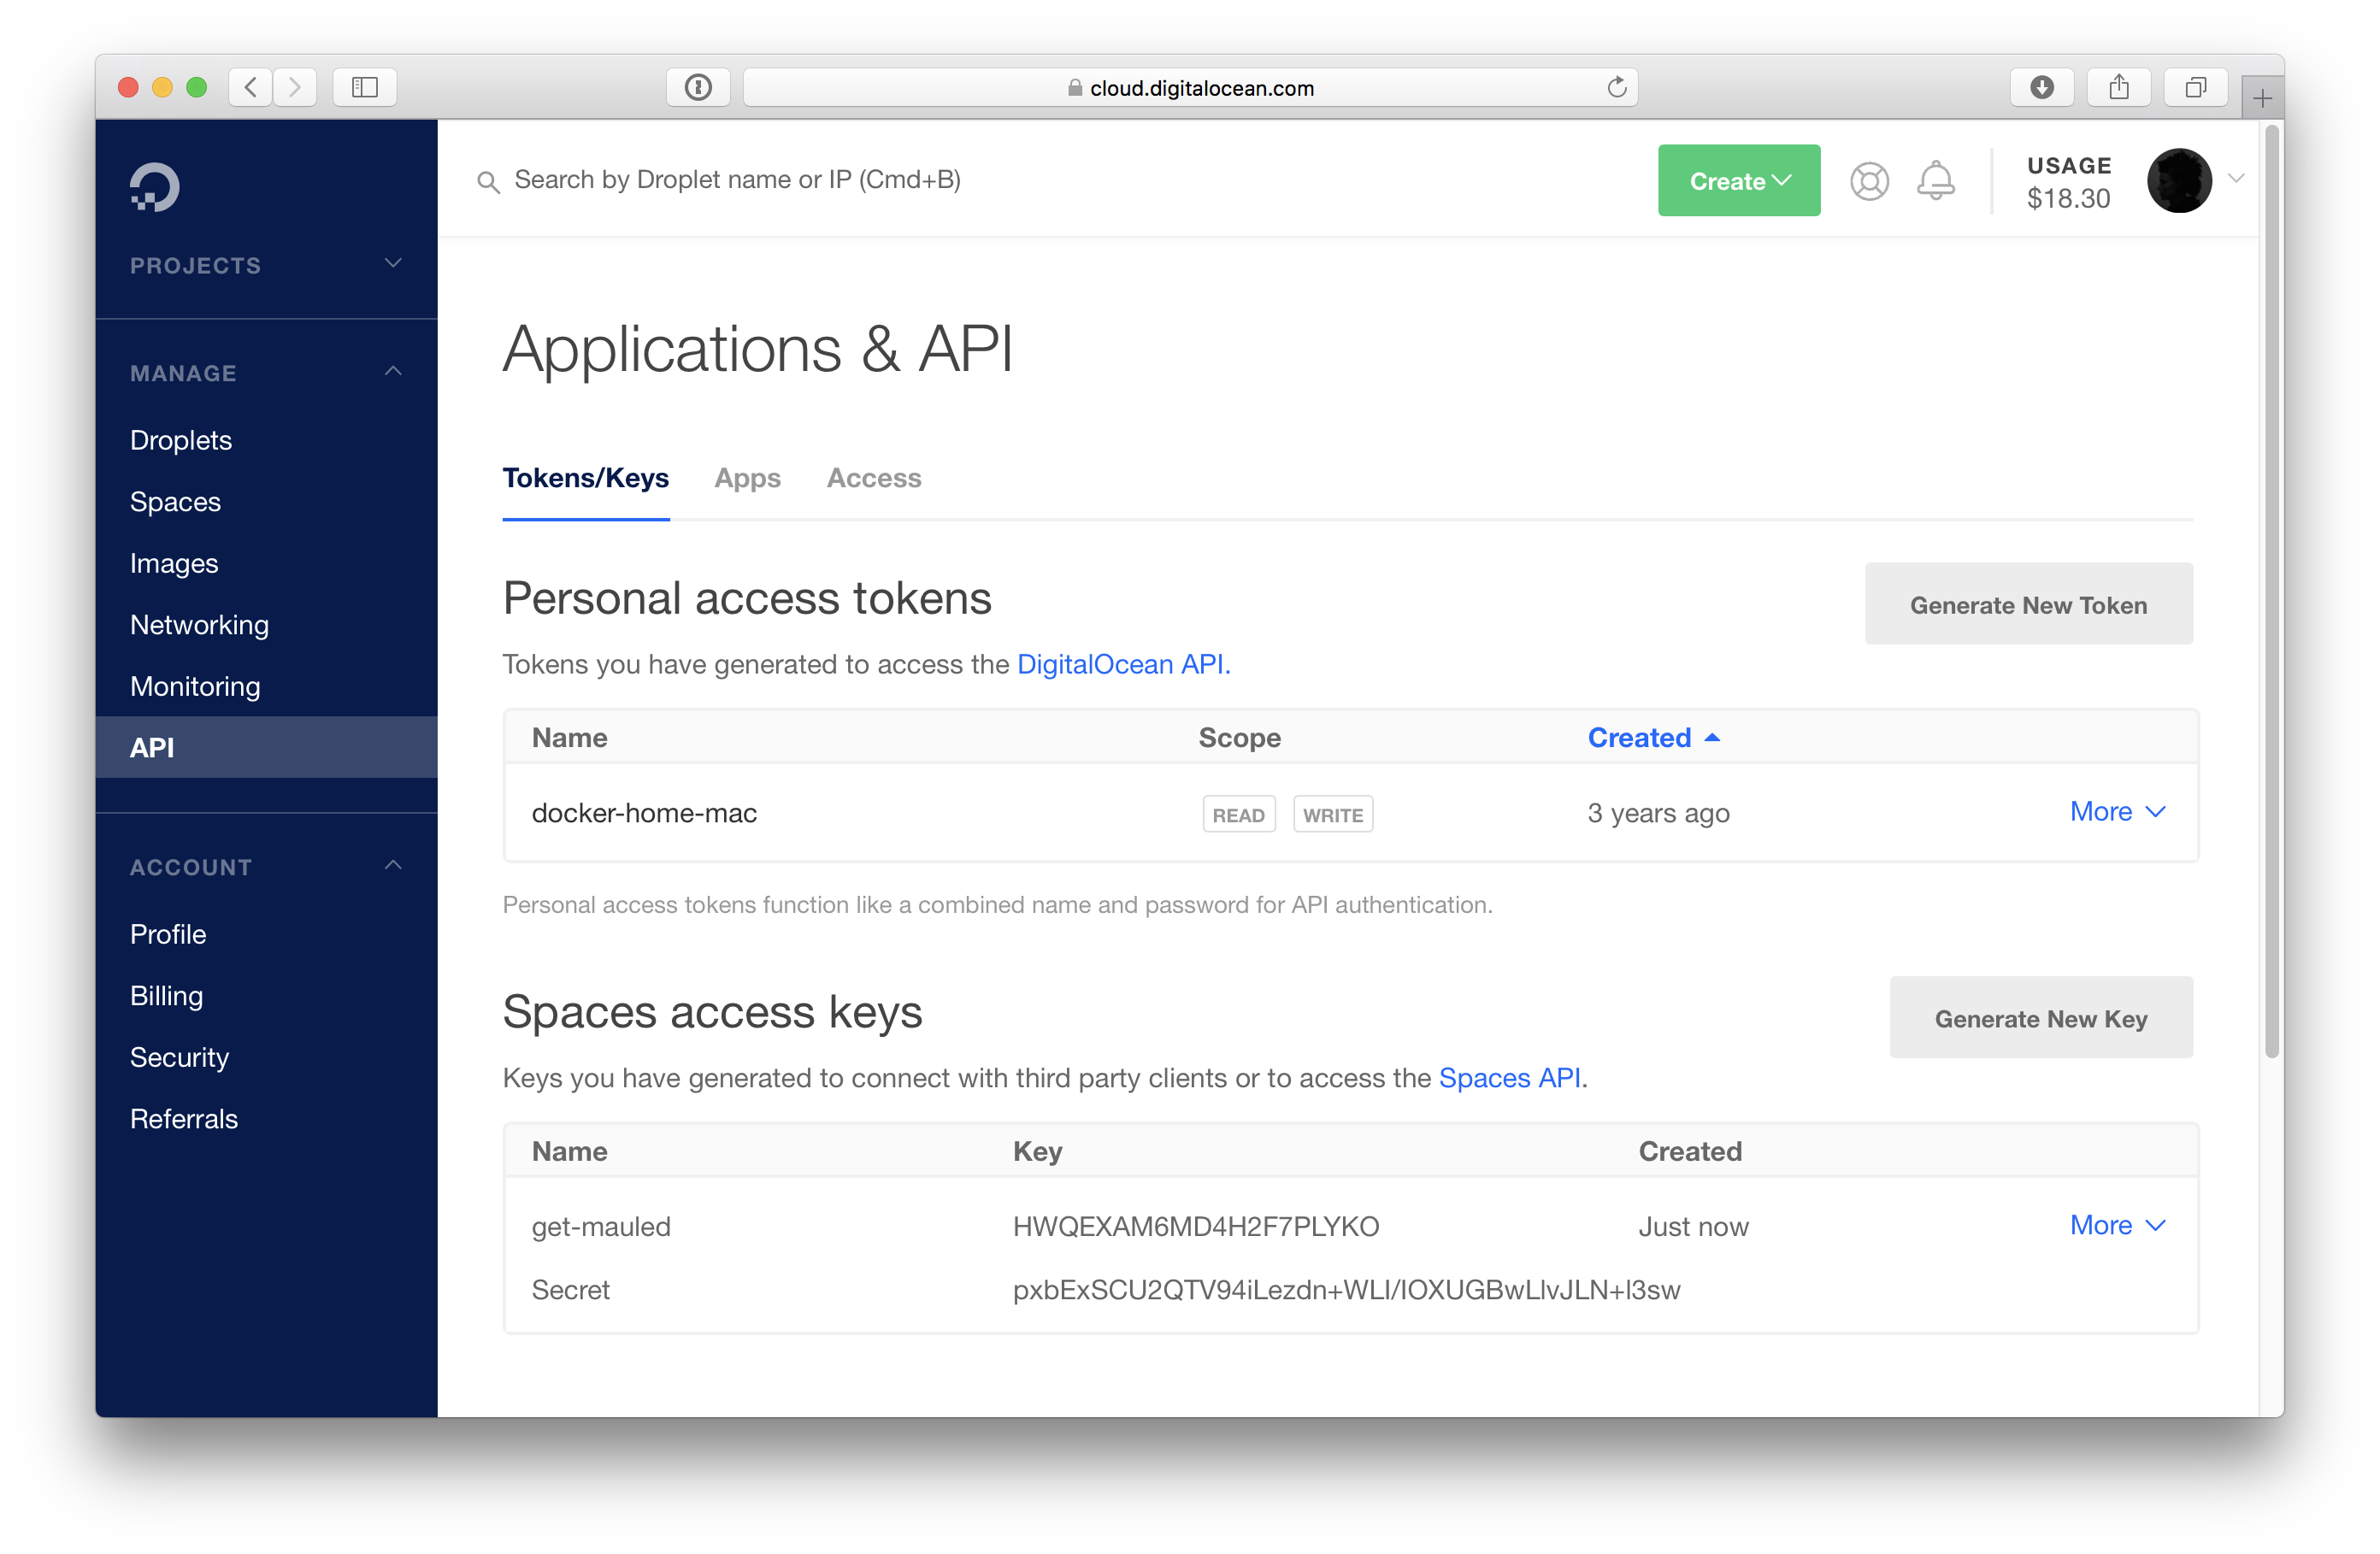 cloud.digitalocean.com
Search by Droplet name or IP (Cmd+B)
Create
USAGE
$18.30
PROJECTS
MANAGE
Droplets
Spaces
Images
Networking
Monitoring
API
ACCOUNT
Profile
Billing
Security
Referrals
Applications & API
Tokens/Keys Apps Access
Personal access tokens
Generate New Token
Tokens you have generated to access the DigitalOcean API.
Name Scope Created
docker-home-mac READ WRITE 3 years ago More
Personal access tokens function like a combined name and password for API authentication.
Spaces access keys
Generate New Key
Keys you have generated to connect with third party clients or to access the Spaces API.
Name Key Created
get-mauled HWQEXAM6MD4H2F7PLYKO Just now More
Secret pxbExSCU2QTV94iLezdn+WLI/IOXUGBwLIvJLN+l3sw